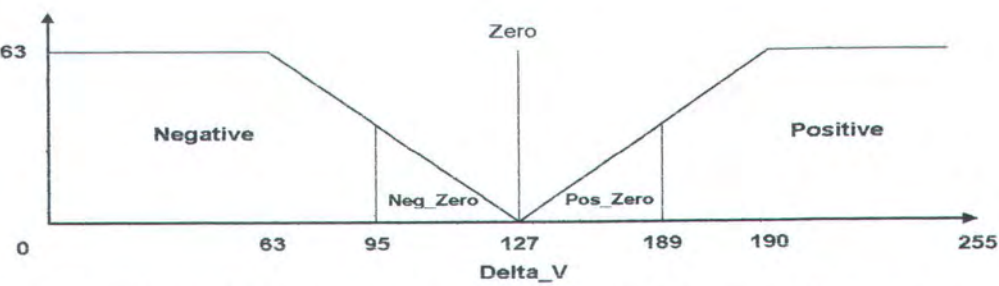 Zero
63
Negative
Positive
Neg_Zero
Pos_Zero
0
63
95
127
189
190
255
Delta_V